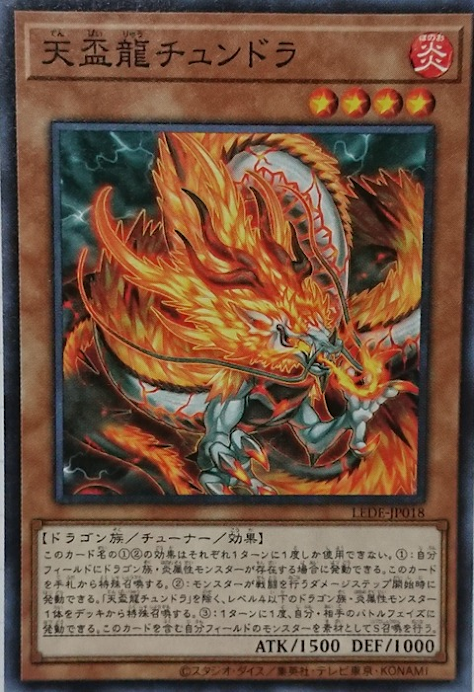 天盃龍チュンドラ
炎
LEDE-JP018
【ドラゴン族/チューナー/効果】
このカード名の①②の効果はそれぞれ1ターンに1度しか使用できない。①:自分
フィールドにドラゴン族・炎属性モンスターが存在する場合に発動できる。このカード
を手札から特殊召喚する。②:モンスターが戦闘を行うダメージステップ開始時に
発動できる。「天盃龍チュンドラ」を除く、レベル4以下のドラゴン族・炎属性モンスター
1体をデッキから特殊召喚する。③:1ターンに1度、自分・相手のバトルフェイズに
発動できる。このカードを含む自分フィールドのモンスターを素材としてS召喚を行う。
ATK/1500 DEF/1000
©スタジオ・ダイス/集英社・テレビ東京・KONAMI